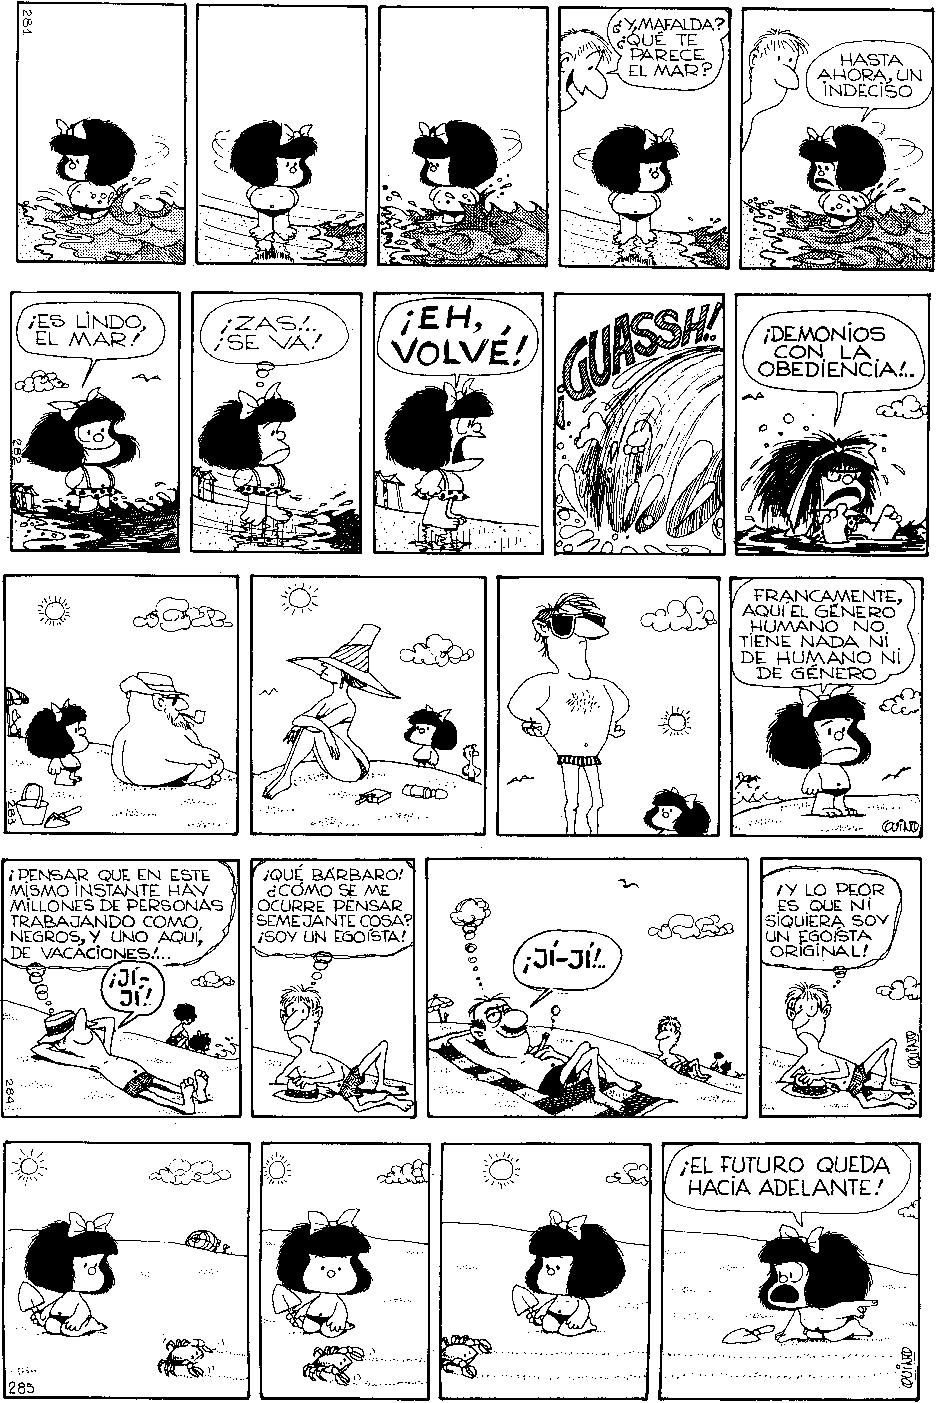 281
¿Y, MAFALDA?
¿QUÉ TE
PARECE
EL MAR?
HASTA
AHORA, UN
INDECISO
¡ES LINDO,
EL MAR!
282
¡ZAS!..
¡SE VA!
¡EH,
VOLVÉ!
¡GUASSH!..
¡DEMONIOS
CON LA
OBEDIENCIA!..
283
FRANCAMENTE,
AQUÍ EL GÉNERO
HUMANO NO
TIENE NADA NI
DE HUMANO NI
DE GÉNERO
QUINO
¡PENSAR QUE EN ESTE
MISMO INSTANTE HAY
MILLONES DE PERSONAS
TRABAJANDO COMO
NEGROS, Y UNO AQUÍ,
DE VACACIONES!...
¡JÍ-
JÍ!
284
¡QUÉ BÁRBARO!
¿CÓMO SE ME
OCURRE PENSAR
SEMEJANTE COSA?
¡SOY UN EGOÍSTA!
¡JÍ-JÍ!..
¡Y LO PEOR
ES QUE NI
SIQUIERA SOY
UN EGOÍSTA
ORIGINAL!
QUINO
285
¡EL FUTURO QUEDA
HACIA ADELANTE!
QUINO